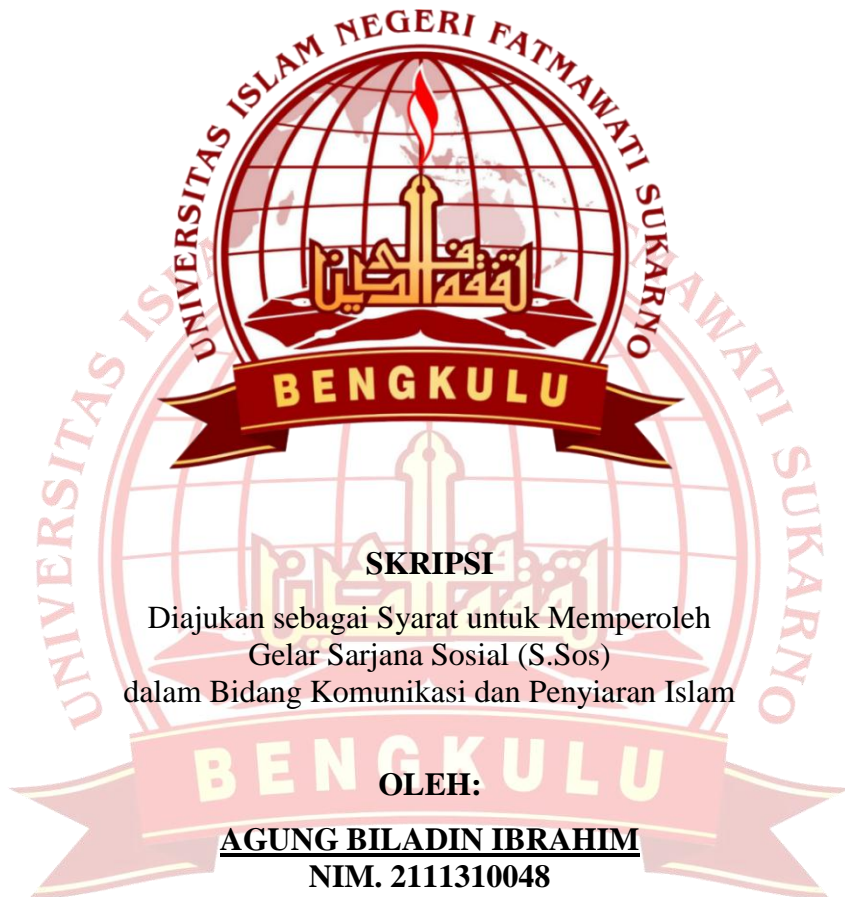 UNIVERSITAS ISLAM NEGERI FATMAWATI SUKARNO
BENGKULU
SKRIPSI
Diajukan sebagai Syarat untuk Memperoleh
Gelar Sarjana Sosial (S.Sos)
dalam Bidang Komunikasi dan Penyiaran Islam
OLEH:
AGUNG BILADIN IBRAHIM
NIM. 2111310048